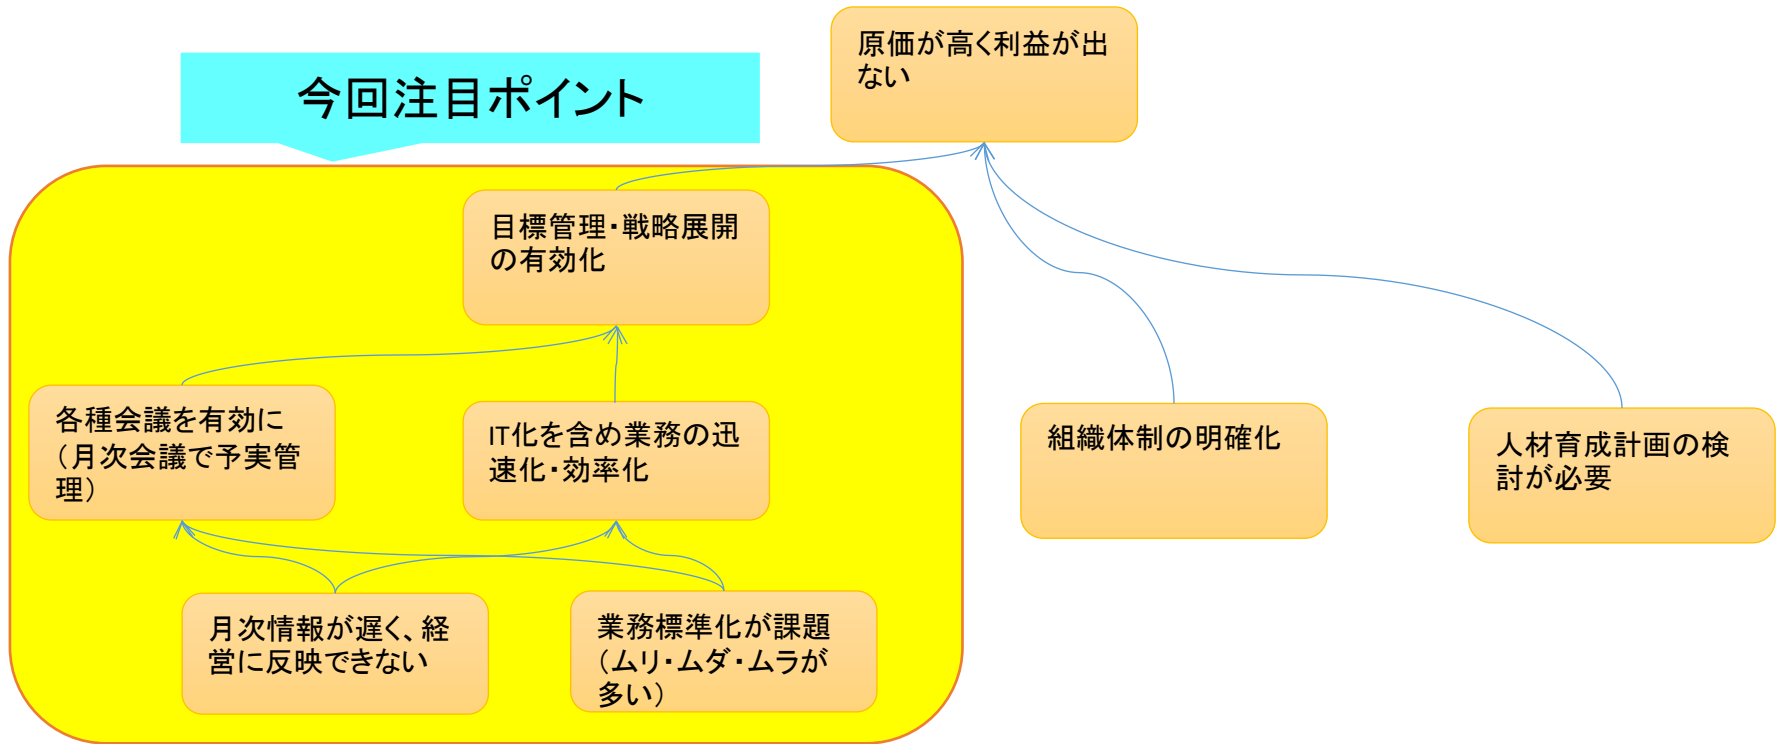 原価が高く利益が出
ない
今回注目ポイント
目標管理・戦略展開
の有効化
各種会議を有効に
（月次会議で予実管
理）
IT化を含め業務の迅
速化・効率化
組織体制の明確化
人材育成計画の検
討が必要
月次情報が遅く、経
営に反映できない
業務標準化が課題
（ムリ・ムダ・ムラが
多い）